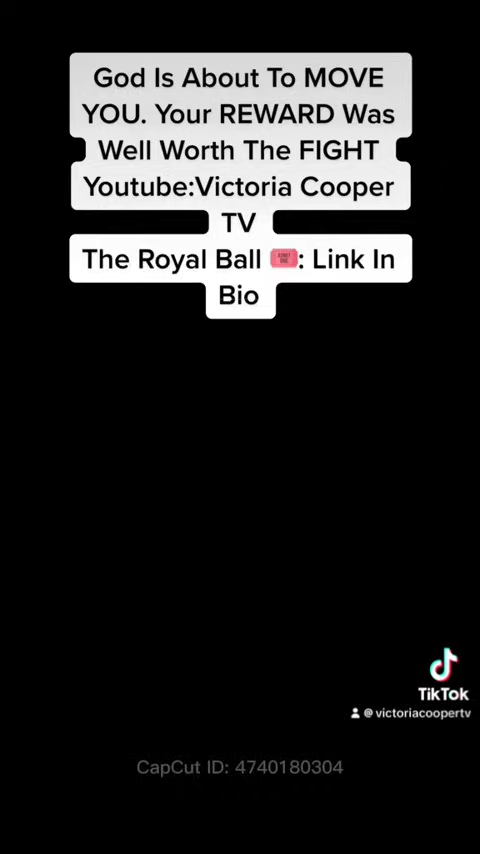 God Is About To MOVE
YOU. Your REWARD Was
Well Worth The FIGHT
Youtube:Victoria Cooper
TV
The Royal Ball 🎟: Link In
Bio
TikTok
@victoriacoopertv
CapCut ID: 4740180304